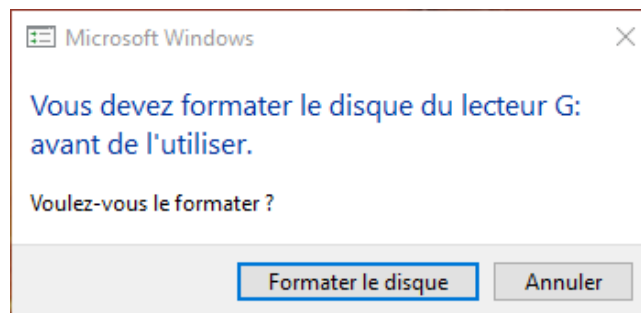 Microsoft Windows
Vous devez formater le disque du lecteur G:
avant de l'utiliser.
Voulez-vous le formater ?
Formater le disque
Annuler